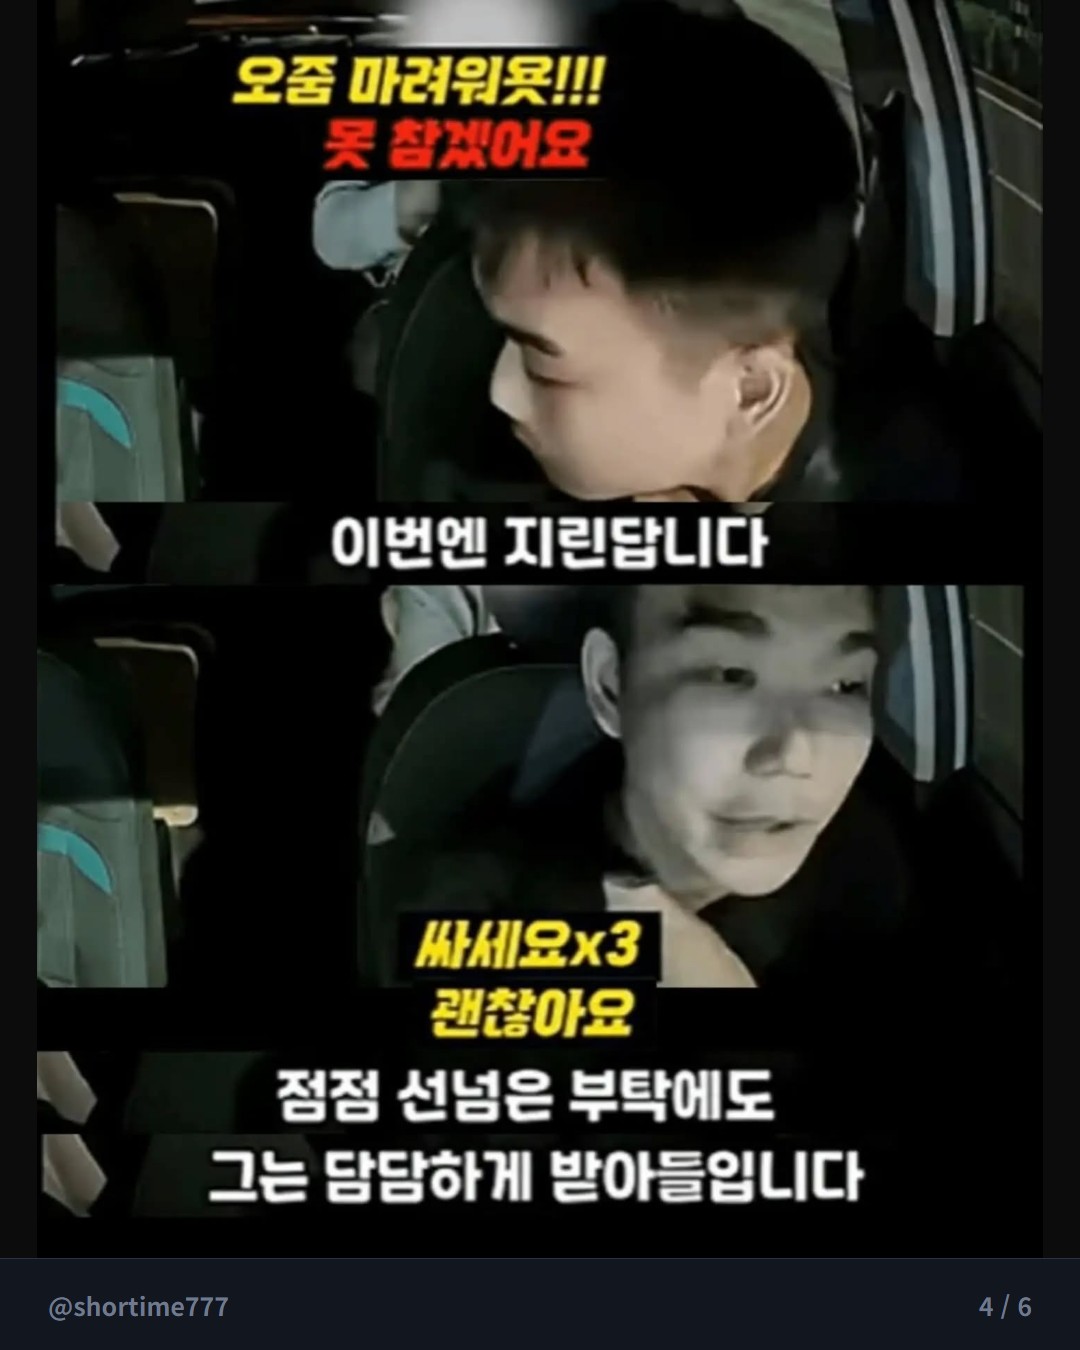 오줌 마려워욧!!!
못 참겠어요
이번엔 지린답니다
싸세요x3
괜찮아요
점점 선넘은 부탁에도
그는 담담하게 받아들입니다
@shortime777
4 / 6